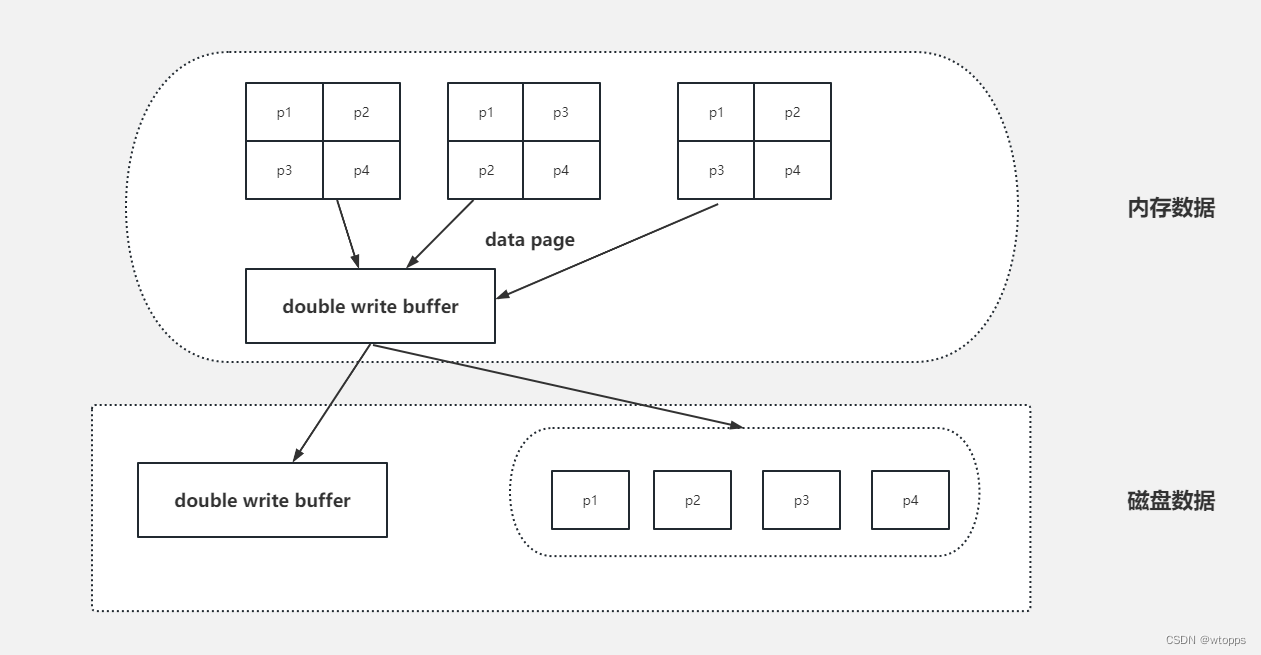 p1 p2 p1 p3 p1 p2
p3 p4 p2 p4 p3 p4
内存数据
data page
double write buffer
double write buffer
p1 p2 p3 p4
磁盘数据
CSDN @wtopps